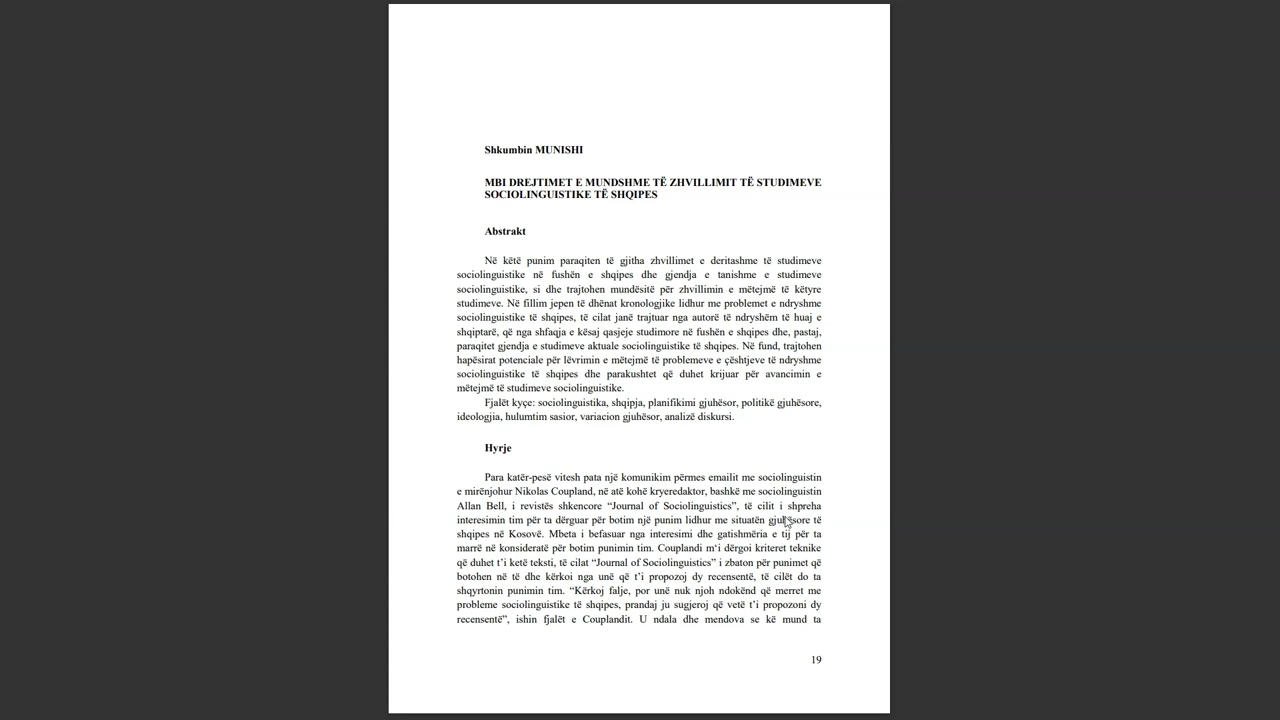 Shkumbin MUNISHI
MBI DREJTIMET E MUNDSHME TË ZHVILLIMIT TË STUDIMEVE
SOCIOLINGUISTIKE TË SHQIPES
Abstrakt
Në këtë punim paraqiten të gjitha zhvillimet e deritashme të studimeve
sociolinguistike në fushën e shqipes dhe gjendja e tanishme e studimeve
sociolinguistike, si dhe trajtohen mundësitë për zhvillimin e mëtejmë të këtyre
studimeve. Në fillim jepen të dhënat kronologjike lidhur me problemet e ndryshme
sociolinguistike të shqipes, të cilat janë trajtuar nga autorë të ndryshëm të huaj e
shqiptarë, që nga shfaqja e kësaj qasjeje studimore në fushën e shqipes dhe, pastaj,
paraqitet gjendja e studimeve aktuale sociolinguistike të shqipes. Në fund, trajtohen
hapësirat potenciale për lëvrimin e mëtejmë të problemeve e çështjeve të ndryshme
sociolinguistike të shqipes dhe parakushtet që duhet krijuar për avancimin e
mëtejmë të studimeve sociolinguistike.
Fjalët kyçe: sociolinguistika, shqipja, planifikimi gjuhësor, politikë gjuhësore,
ideologjia, hulumtim sasior, variacion gjuhësor, analizë diskursi.
Hyrje
Para katër-pesë vitesh pata një komunikim përmes emailit me sociolinguistin
e mirënjohur Nikolas Coupland, në atë kohë kryeredaktor, bashkë me sociolinguistin
Allan Bell, i revistës shkencore “Journal of Sociolinguistics”, të cilit i shpreha
interesimin tim për ta dërguar për botim një punim lidhur me situatën gjuhësore të
shqipes në Kosovë. Mbeta i befasuar nga interesimi dhe gatishmëria e tij për ta
marrë në konsideratë për botim punimin tim. Couplandi m‘i dërgoi kriteret teknike
që duhet t’i ketë teksti, të cilat “Journal of Sociolinguistics” i zbaton për punimet që
botohen në të dhe kërkoi nga unë që t’i propozoj dy recensentë, të cilët do ta
shqyrtonin punimin tim. “Kërkoj falje, por unë nuk njoh ndokënd që merret me
probleme sociolinguistike të shqipes, prandaj ju sugjeroj që vetë t’i propozoni dy
recensentë”, ishin fjalët e Couplandit. U ndala dhe mendova se kë mund ta
19